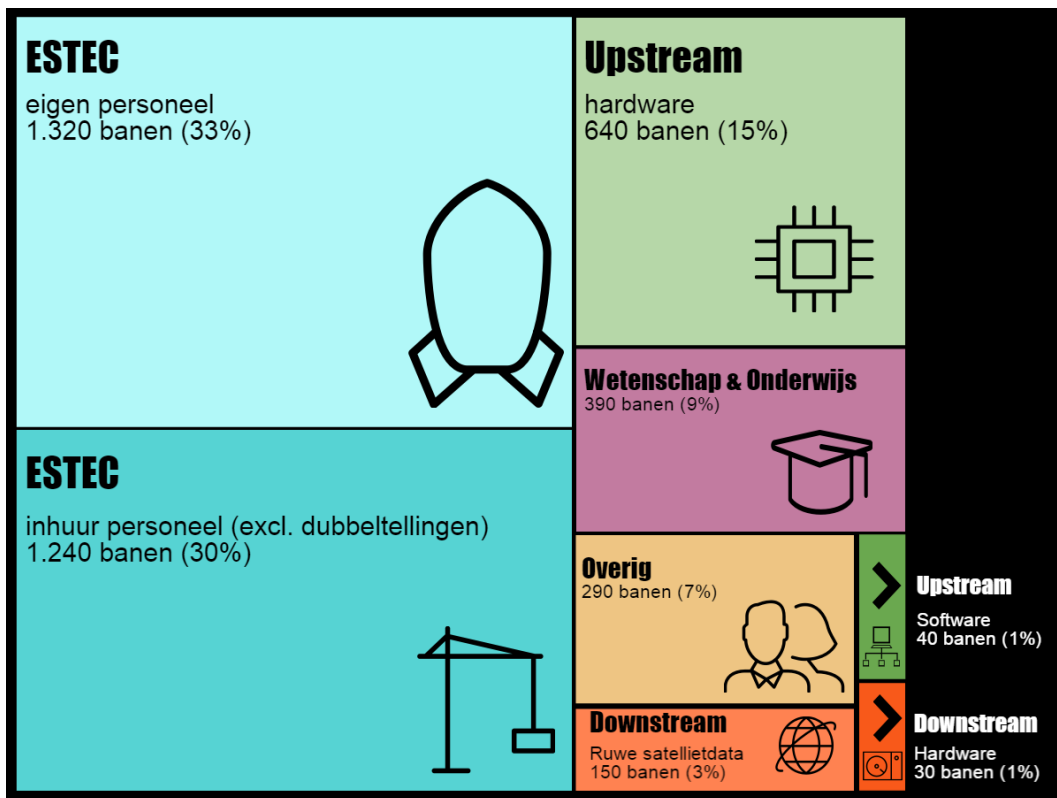 ESTEC
eigen personeel
1.320 banen (33%)
Upstream
hardware
640 banen (15%)
Wetenschap & Onderwijs
390 banen (9%)
ESTEC
inhuur personeel (excl. dubbeltellingen)
1.240 banen (30%)
Overig
290 banen (7%)
Upstream
Software
40 banen (1%)
Downstream
Ruwe satellietdata
150 banen (3%)
Downstream
Hardware
30 banen (1%)